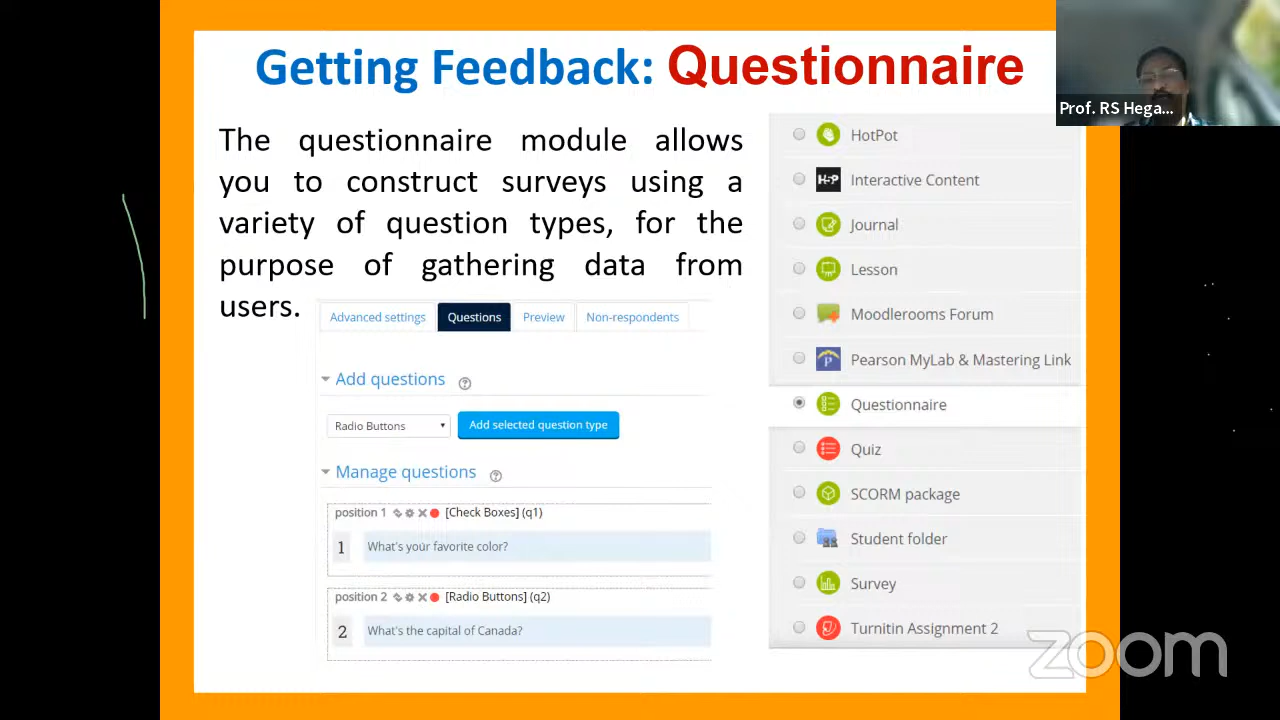 Getting Feedback: Questionnaire
Prof. RS Hega...
The questionnaire module allows
you to construct surveys using a
variety of question types, for the
purpose of gathering data from
users.
Advanced settings Questions Preview Non-respondents
Add questions ?
Radio Buttons Add selected question type
Manage questions ?
position 1 [Check Boxes] (q1)
1 What's your favorite color?
position 2 [Radio Buttons] (q2)
2 What's the capital of Canada?
HotPot
H-P Interactive Content
Journal
Lesson
Moodlerooms Forum
P Pearson MyLab & Mastering Link
Questionnaire
Quiz
SCORM package
Student folder
Survey
Turnitin Assignment 2
zoom